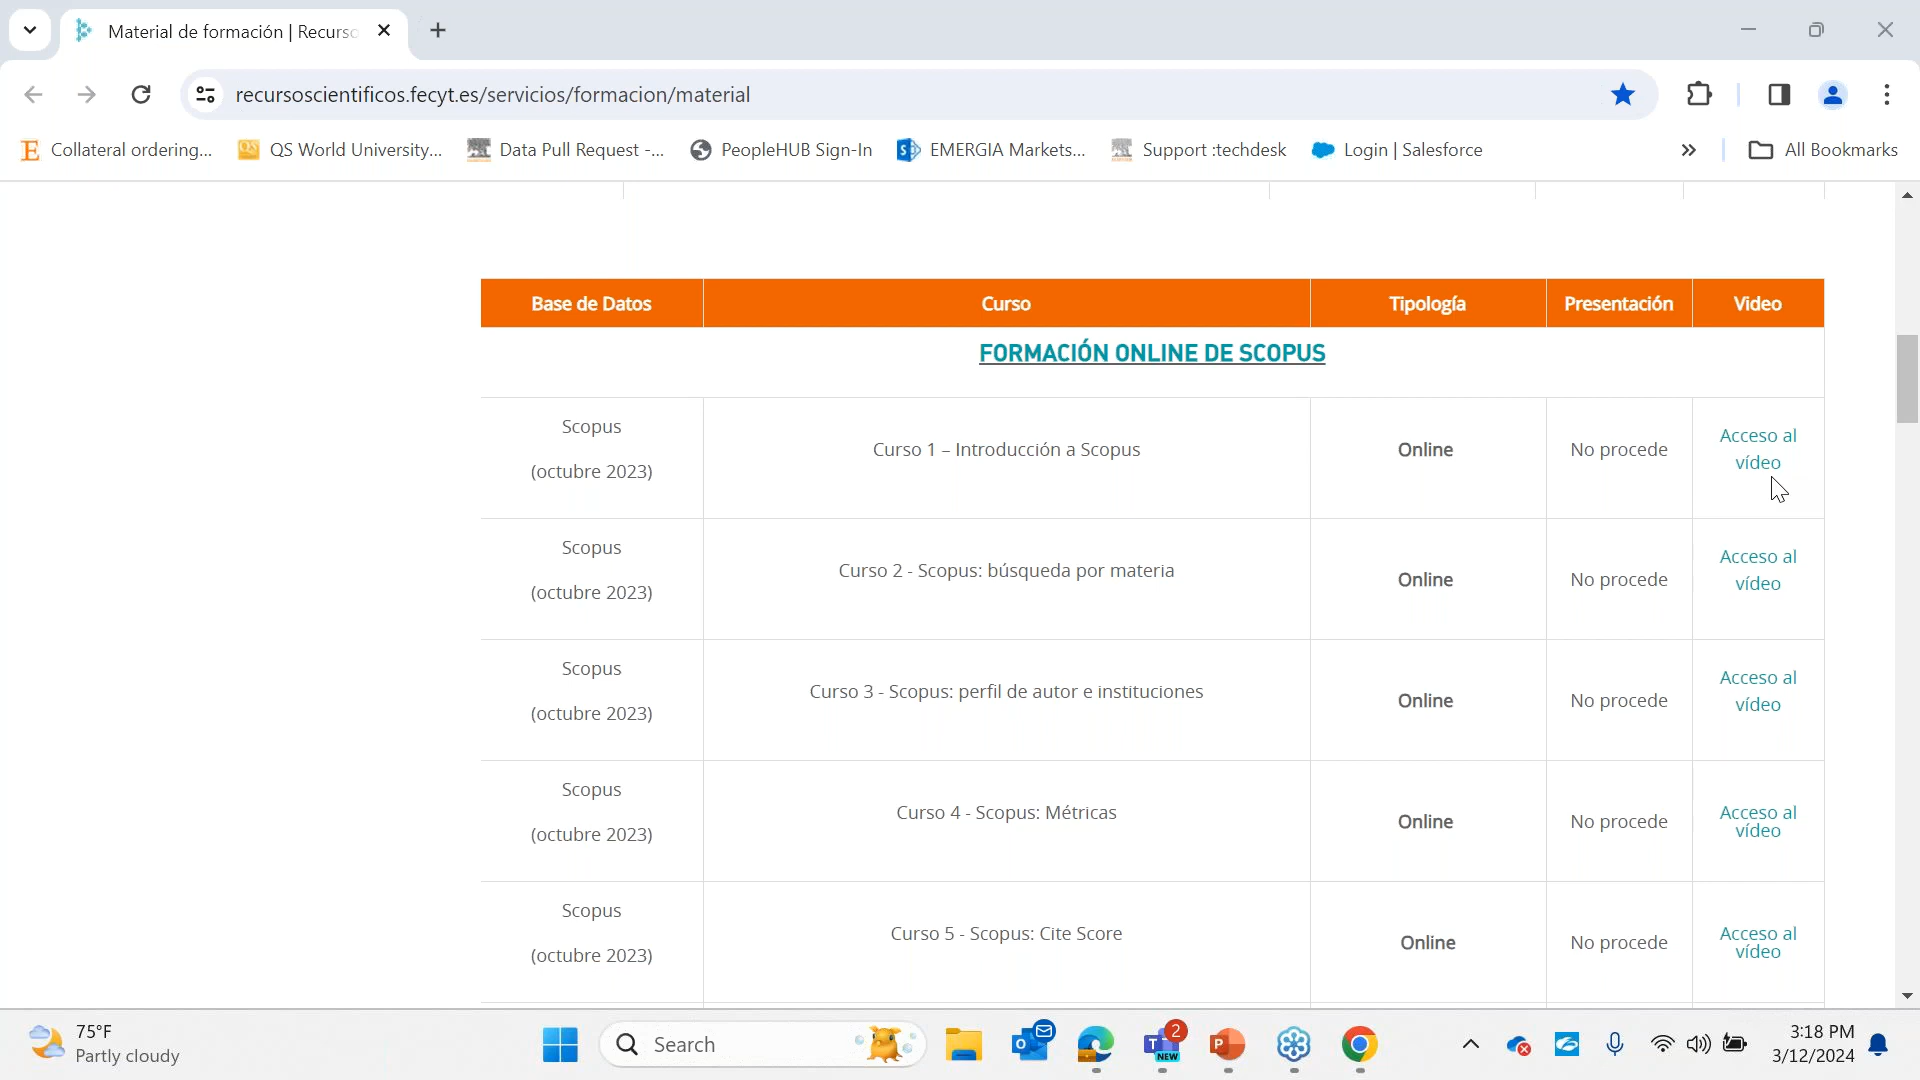 Material de formación | Recurso
recursoscientificos.fecyt.es/servicios/formacion/material
Collateral ordering...
QS World University...
Data Pull Request -...
PeopleHUB Sign-In
EMERGIA Markets...
Support :techdesk
Login | Salesforce
All Bookmarks
Base de Datos
Curso
Tipología
Presentación
Video
FORMACIÓN ONLINE DE SCOPUS
Scopus
(octubre 2023)
Curso 1 – Introducción a Scopus
Online
No procede
Acceso al
vídeo
Scopus
(octubre 2023)
Curso 2 - Scopus: búsqueda por materia
Online
No procede
Acceso al
vídeo
Scopus
(octubre 2023)
Curso 3 - Scopus: perfil de autor e instituciones
Online
No procede
Acceso al
vídeo
Scopus
(octubre 2023)
Curso 4 - Scopus: Métricas
Online
No procede
Acceso al
vídeo
Scopus
(octubre 2023)
Curso 5 - Scopus: Cite Score
Online
No procede
Acceso al
vídeo
75°F
Partly cloudy
Search
2
NEW
3:18 PM
3/12/2024